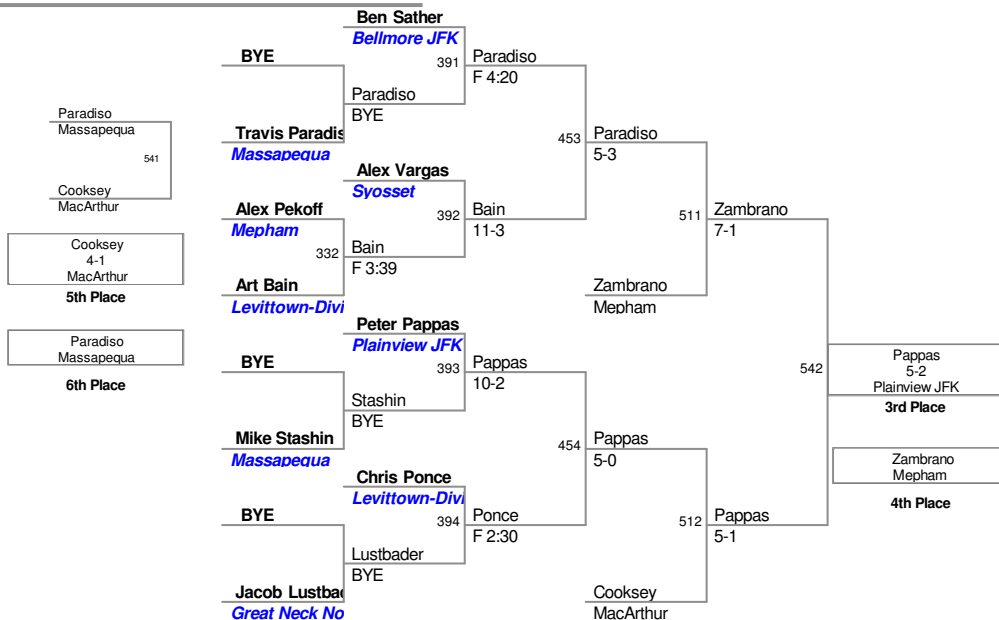 Ben Sather
Bellmore JFK
BYE
391
Paradiso
F 4:20
Paradiso
BYE
Travis Paradis
Massapequa
453
Paradiso
5-3
Alex Vargas
Syosset
Alex Pekoff
Mepham
392
Bain
11-3
332
Bain
F 3:39
Art Bain
Levittown-Divi
511
Zambrano
7-1
Zambrano
Mepham
Paradiso
Massapequa
541
Cooksey
MacArthur
Cooksey
4-1
MacArthur
5th Place
Paradiso
Massapequa
6th Place
Peter Pappas
Plainview JFK
BYE
393
Pappas
10-2
Stashin
BYE
Mike Stashin
Massapequa
454
Pappas
5-0
Chris Ponce
Levittown-Divi
BYE
394
Ponce
F 2:30
Lustbader
BYE
Jacob Lustbad
Great Neck No
512
Pappas
5-1
Cooksey
MacArthur
542
Pappas
5-2
Plainview JFK
3rd Place
Zambrano
Mepham
4th Place